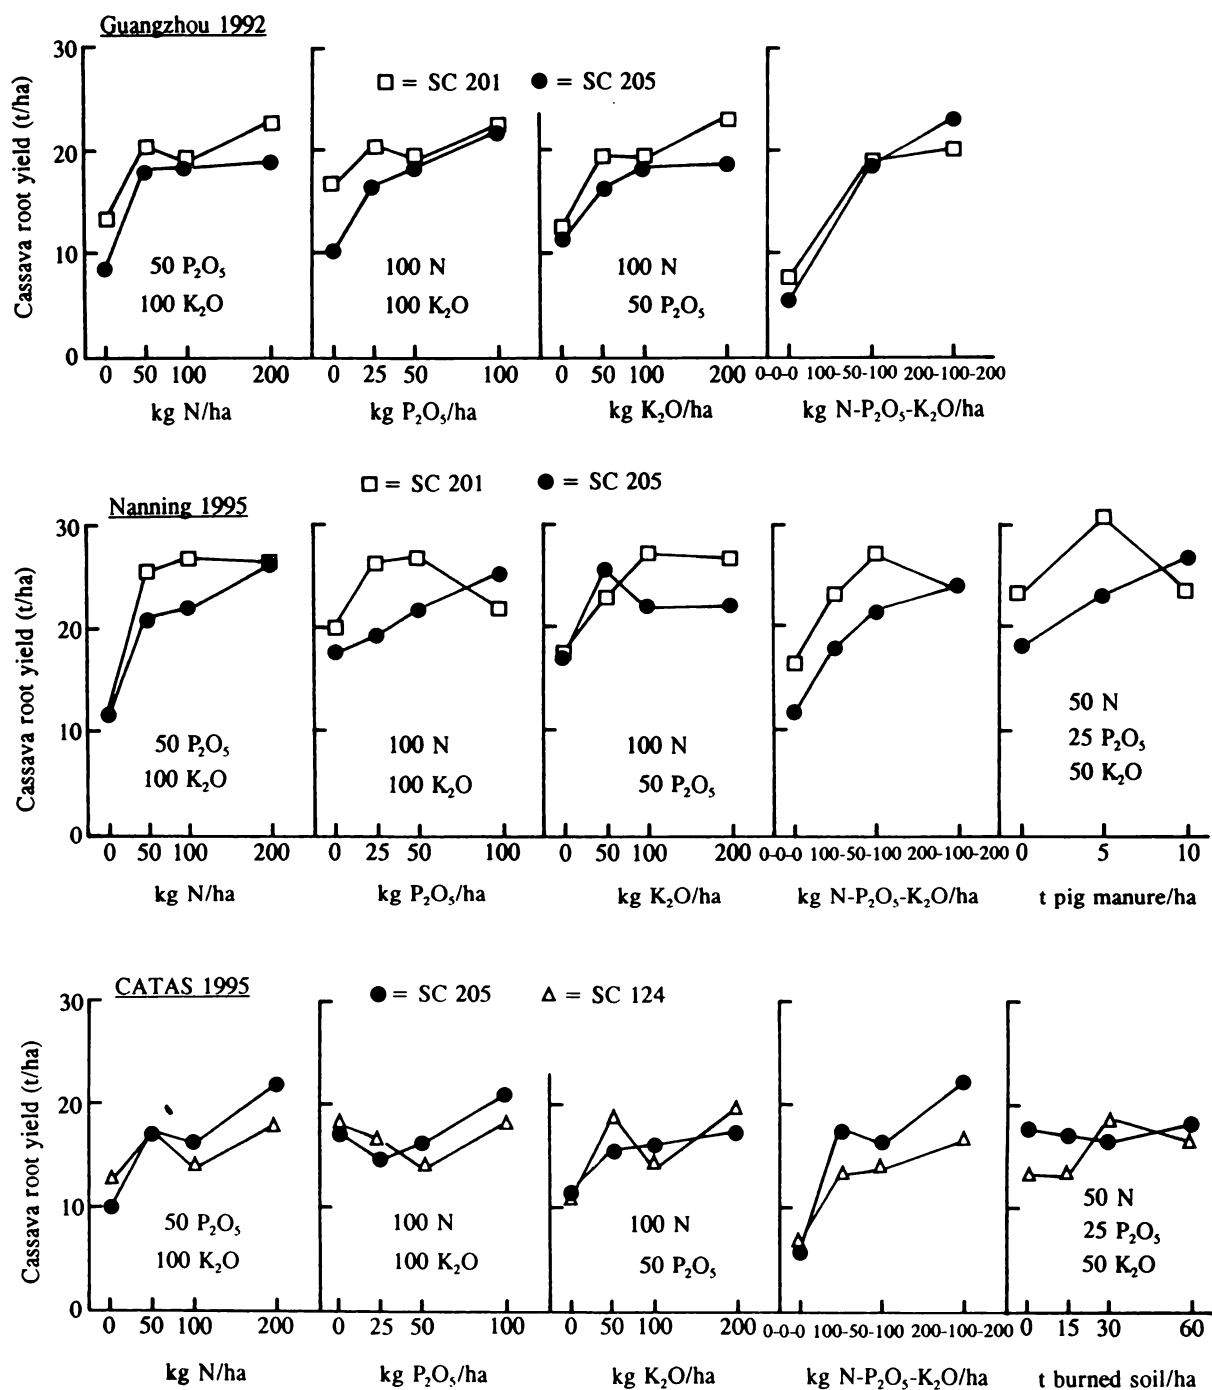 Guangzhou 1992
Cassava root yield (t/ha)
30
20
10
0
□ = SC 201 ● = SC 205
50 P₂O₅
100 K₂O
100 N
100 K₂O
100 N
50 P₂O₅
0 50 100 200
0 25 50 100
0 50 100 200
0-0-0 100-50-100 200-100-200
kg N/ha
kg P₂O₅/ha
kg K₂O/ha
kg N-P₂O₅-K₂O/ha
Nanning 1995
Cassava root yield (t/ha)
30
20
10
0
□ = SC 201 ● = SC 205
50 P₂O₅
100 K₂O
100 N
100 K₂O
100 N
50 P₂O₅
50 N
25 P₂O₅
50 K₂O
0 50 100 200
0 25 50 100
0 50 100 200
0-0-0 100-50-100 200-100-200
0 5 10
kg N/ha
kg P₂O₅/ha
kg K₂O/ha
kg N-P₂O₅-K₂O/ha
t pig manure/ha
CATAS 1995
Cassava root yield (t/ha)
30
20
10
0
● = SC 205 △ = SC 124
50 P₂O₅
100 K₂O
100 N
100 K₂O
100 N
50 P₂O₅
50 N
25 P₂O₅
50 K₂O
0 50 100 200
0 25 50 100
0 50 100 200
0-0-0 100-50-100 200-100-200
0 15 30 60
kg N/ha
kg P₂O₅/ha
kg K₂O/ha
kg N-P₂O₅-K₂O/ha
t burned soil/ha